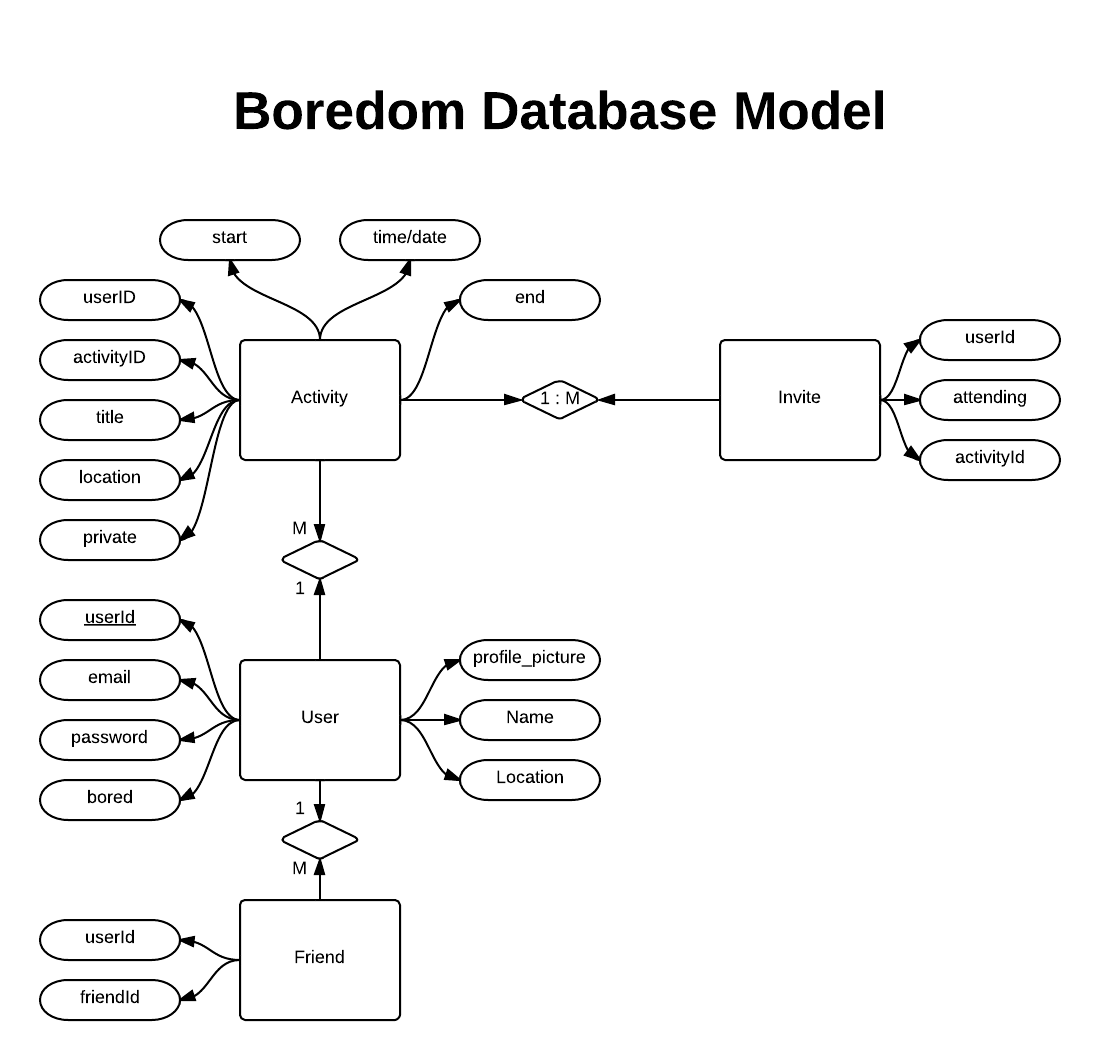 Boredom Database Model
start
time/date
userID
end
activityID
title
location
private
Activity
1 : M
Invite
userId
attending
activityId
M
1
userId
email
password
bored
User
profile_picture
Name
Location
1
M
userId
friendId
Friend